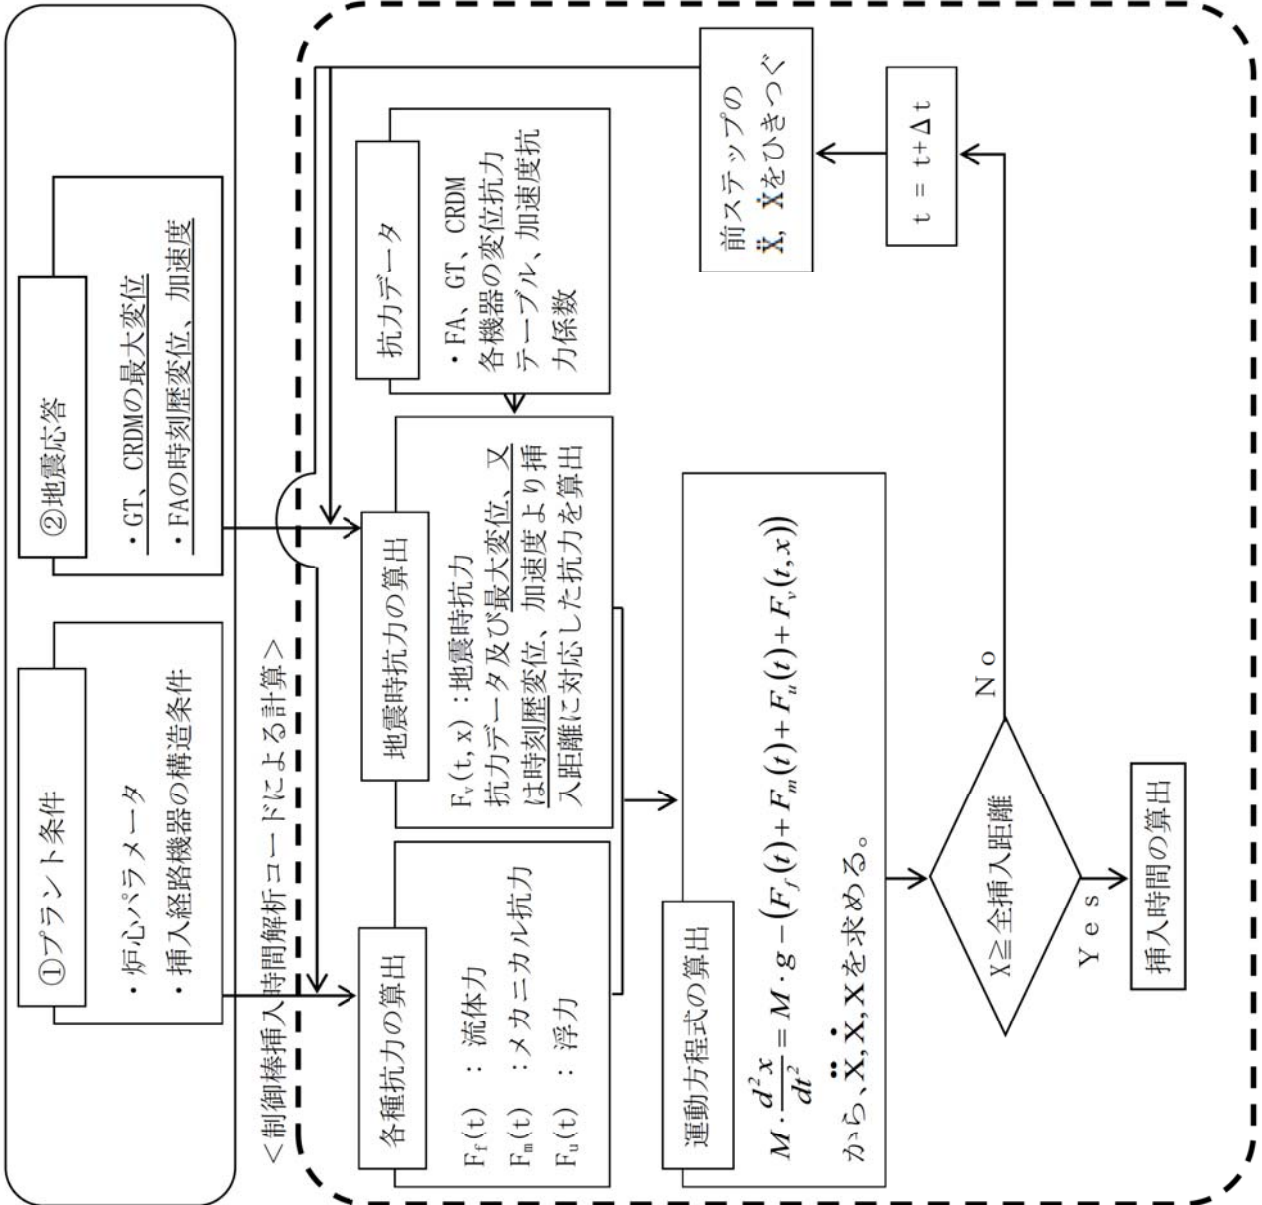 ①プラント条件
・炉心パラメータ
・挿入経路機器の構造条件
②地震応答
・GT、CRDMの最大変位
・FAの時刻歴変位、加速度
＜制御棒挿入時間解析コードによる計算＞
各種抗力の算出
F_f(t) : 流体力
F_m(t) :メカニカル抗力
F_u(t) : 浮力
地震時抗力の算出
F_v(t,x) :地震時抗力
抗力データ及び最大変位、又
は時刻歴変位、加速度より挿
入距離に対応した抗力を算出
抗力データ
・FA、GT、CRDM
各機器の変位抗力
テーブル、加速度抗
力係数
運動方程式の算出
M・d²x/dt² = M・g − (F_f(t) + F_m(t) + F_u(t) + F_v(t,x))
から、Ẍ,Ẋ,Xを求める。
X≧全挿入距離
No
Yes
t = t+Δt
前ステップの
Ẍ, Ẋをひきつぐ
挿入時間の算出